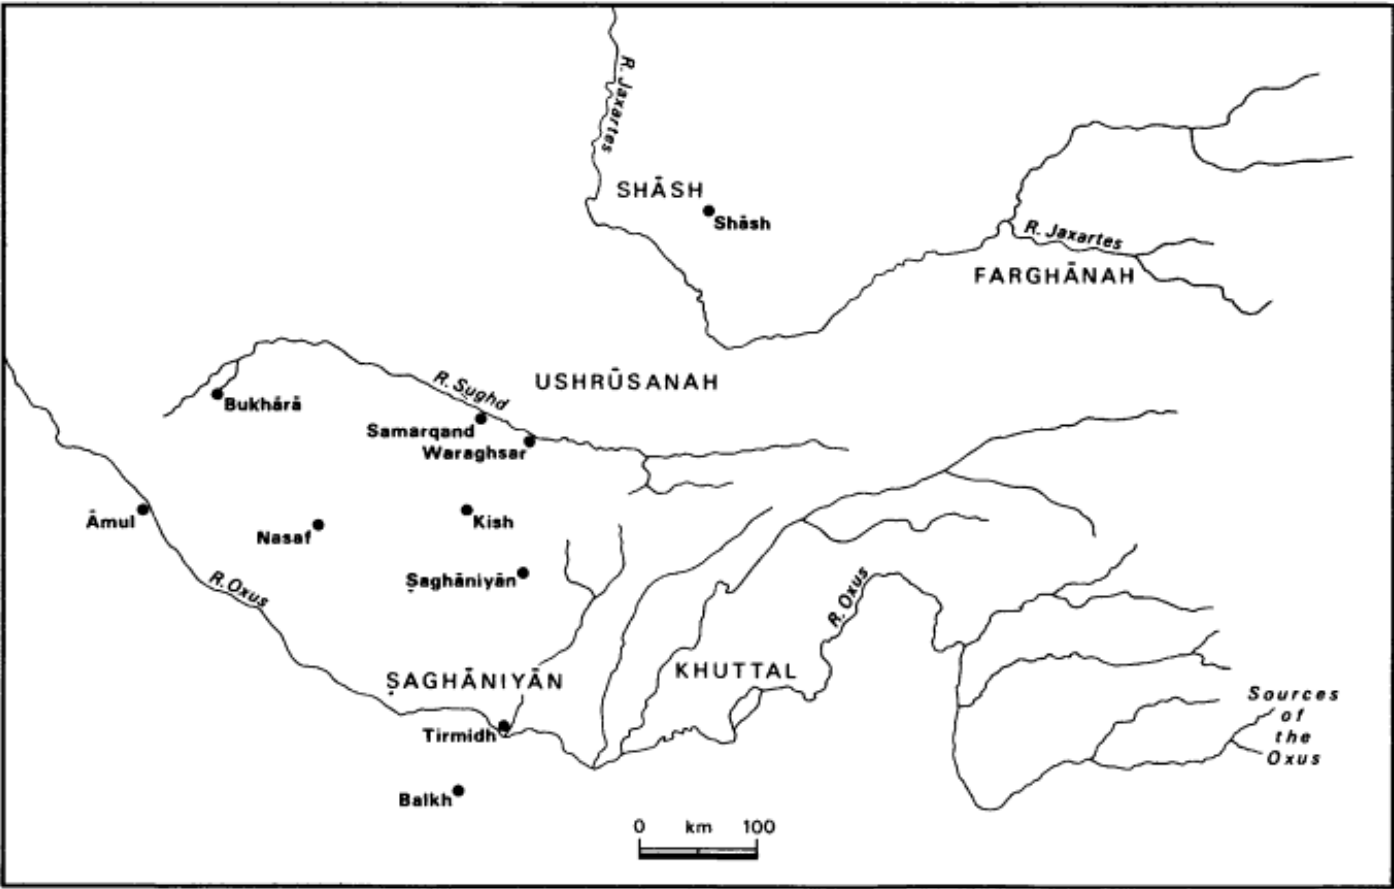 R. Jaxartes
SHĀSH
Shāsh
R. Jaxartes
FARGHĀNAH
USHRŪSANAH
R. Sughd
Bukhārā
Samarqand
Waraghsar
Āmul
Nasaf
Kish
Ṣaghāniyān
R. Oxus
R. Oxus
ṢAGHĀNIYĀN
KHUTTAL
Tirmidh
Balkh
Sources
of
the
Oxus
0 km 100